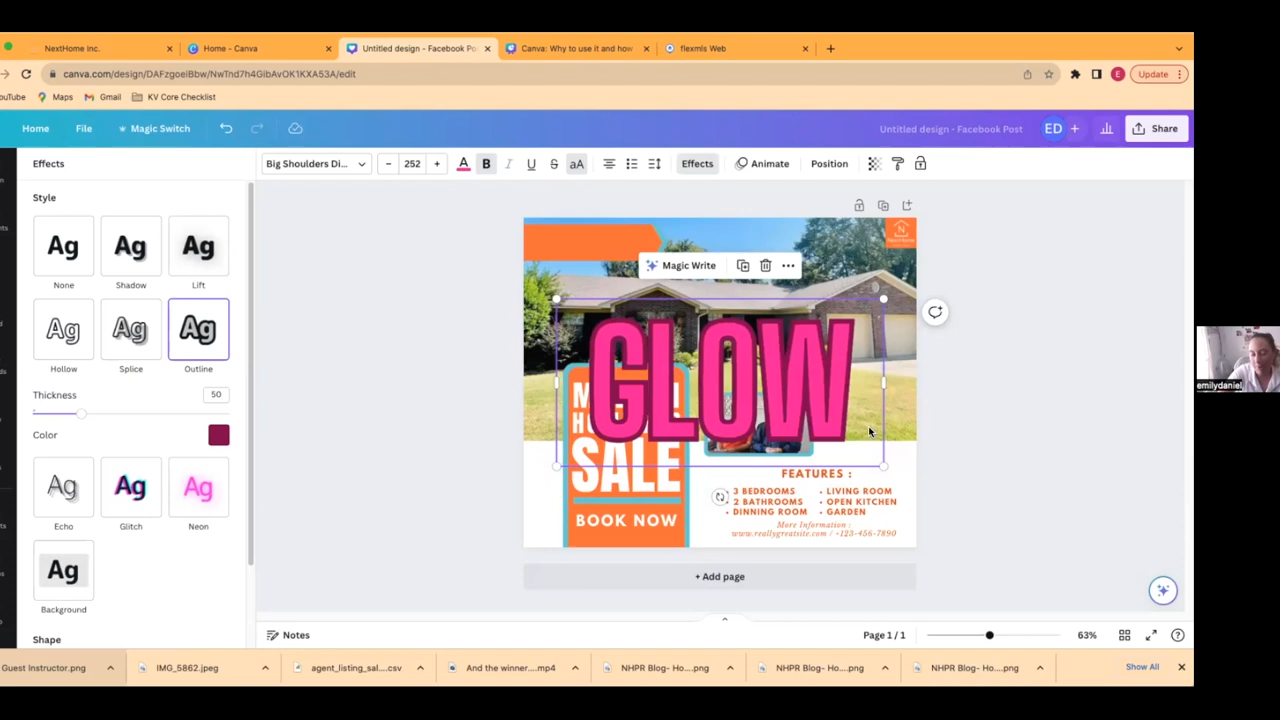 NextHome Inc.
Home - Canva
Untitled design - Facebook Po
Canva: Why to use it and how
flexmls Web
canva.com/design/DAFzgoeiBbw/NwTnd7h4GibAvOK1KXA53A/edit
Update
ouTube
Maps
Gmail
KV Core Checklist
Home
File
Magic Switch
Untitled design - Facebook Post
ED
Share
Effects
Big Shoulders Di...
252
A
B
I
U
S
aA
Effects
Animate
Position
Style
Ag
Ag
Ag
None
Shadow
Lift
Ag
Ag
Ag
Hollow
Splice
Outline
Thickness
50
Color
Ag
Ag
Ag
Echo
Glitch
Neon
Ag
Background
Shape
Magic Write
GLOW
SALE
BOOK NOW
FEATURES :
3 BEDROOMS
2 BATHROOMS
DINNING ROOM
LIVING ROOM
OPEN KITCHEN
GARDEN
More Information :
www.reallygreatsite.com / +123-456-7890
+ Add page
Notes
Page 1 / 1
63%
Guest Instructor.png
IMG_5862.jpeg
agent_listing_sal....csv
And the winner....mp4
NHPR Blog- Ho....png
NHPR Blog- Ho....png
NHPR Blog- Ho....png
Show All
emilydaniel